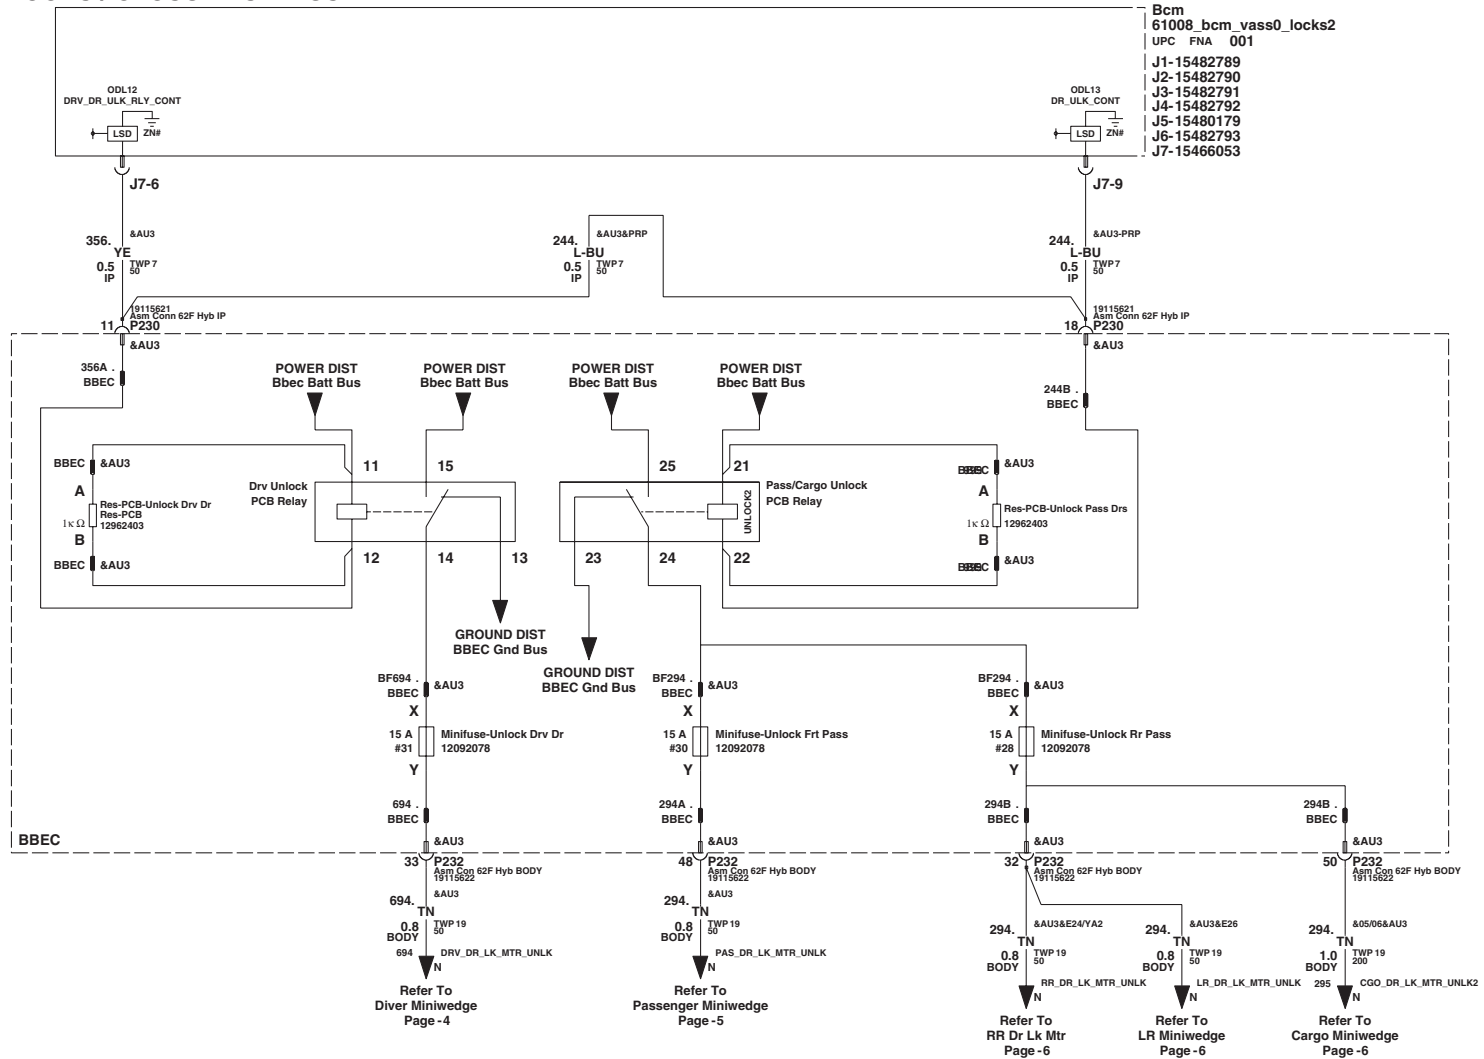 Bcm
61008_bcm_vass0_locks2
UPC FNA 001
J1-15482789
J2-15482790
J3-15482791
J4-15482792
J5-15480179
J6-15482793
J7-15466053
ODL12
DRV_DR_ULK_RLY_CONT
LSD ZN#
J7-6
ODL13
DR_ULK_CONT
LSD ZN#
J7-9
356. &AU3
YE
0.5 TWP7
IP 50
244. &AU3&PRP
L-BU
0.5 TWP7
IP 50
244. &AU3-PRP
L-BU
0.5 TWP7
IP 50
19115621
Asm Conn 62F Hyb IP
11 P230
&AU3
19115621
Asm Conn 62F Hyb IP
18 P230
&AU3
356A .
BBEC
POWER DIST
Bbec Batt Bus
POWER DIST
Bbec Batt Bus
POWER DIST
Bbec Batt Bus
POWER DIST
Bbec Batt Bus
244B .
BBEC
BBEC &AU3
A
Res-PCB-Unlock Drv Dr
Res-PCB
1κ Ω 12962403
B
BBEC &AU3
11 15
Drv Unlock
PCB Relay
12 14 13
25 21
Pass/Cargo Unlock
PCB Relay
UNLOCK2
23 24 22
&AU3
A
Res-PCB-Unlock Pass Drs
1κ Ω 12962403
B
&AU3
GROUND DIST
BBEC Gnd Bus
GROUND DIST
BBEC Gnd Bus
BF694 .
BBEC &AU3
X
15 A Minifuse-Unlock Drv Dr
#31 12092078
Y
694 .
BBEC
&AU3
BF294 .
BBEC &AU3
X
15 A Minifuse-Unlock Frt Pass
#30 12092078
Y
294A .
BBEC
&AU3
BF294 .
BBEC &AU3
X
15 A Minifuse-Unlock Rr Pass
#28 12092078
Y
294B .
BBEC
&AU3
294B .
BBEC
&AU3
BBEC
33 P232
Asm Con 62F Hyb BODY
19115622
48 P232
Asm Con 62F Hyb BODY
19115622
32 P232
Asm Con 62F Hyb BODY
19115622
50 P232
Asm Con 62F Hyb BODY
19115622
694. &AU3
TN
0.8 TWP 19
BODY 50
694 DRV_DR_LK_MTR_UNLK
N
Refer To
Diver Miniwedge
Page -4
294. &AU3
TN
0.8 TWP 19
BODY 50
PAS_DR_LK_MTR_UNLK
N
Refer To
Passenger Miniwedge
Page -5
294. &AU3&E24/YA2
TN
0.8 TWP 19
BODY 50
RR_DR_LK_MTR_UNLK
N
Refer To
RR Dr Lk Mtr
Page -6
294. &AU3&E26
TN
0.8 TWP 19
BODY 50
LR_DR_LK_MTR_UNLK
N
Refer To
LR Miniwedge
Page -6
294. &05/06&AU3
TN
1.0 TWP 19
BODY 200
295 CGO_DR_LK_MTR_UNLK2
N
Refer To
Cargo Miniwedge
Page -6